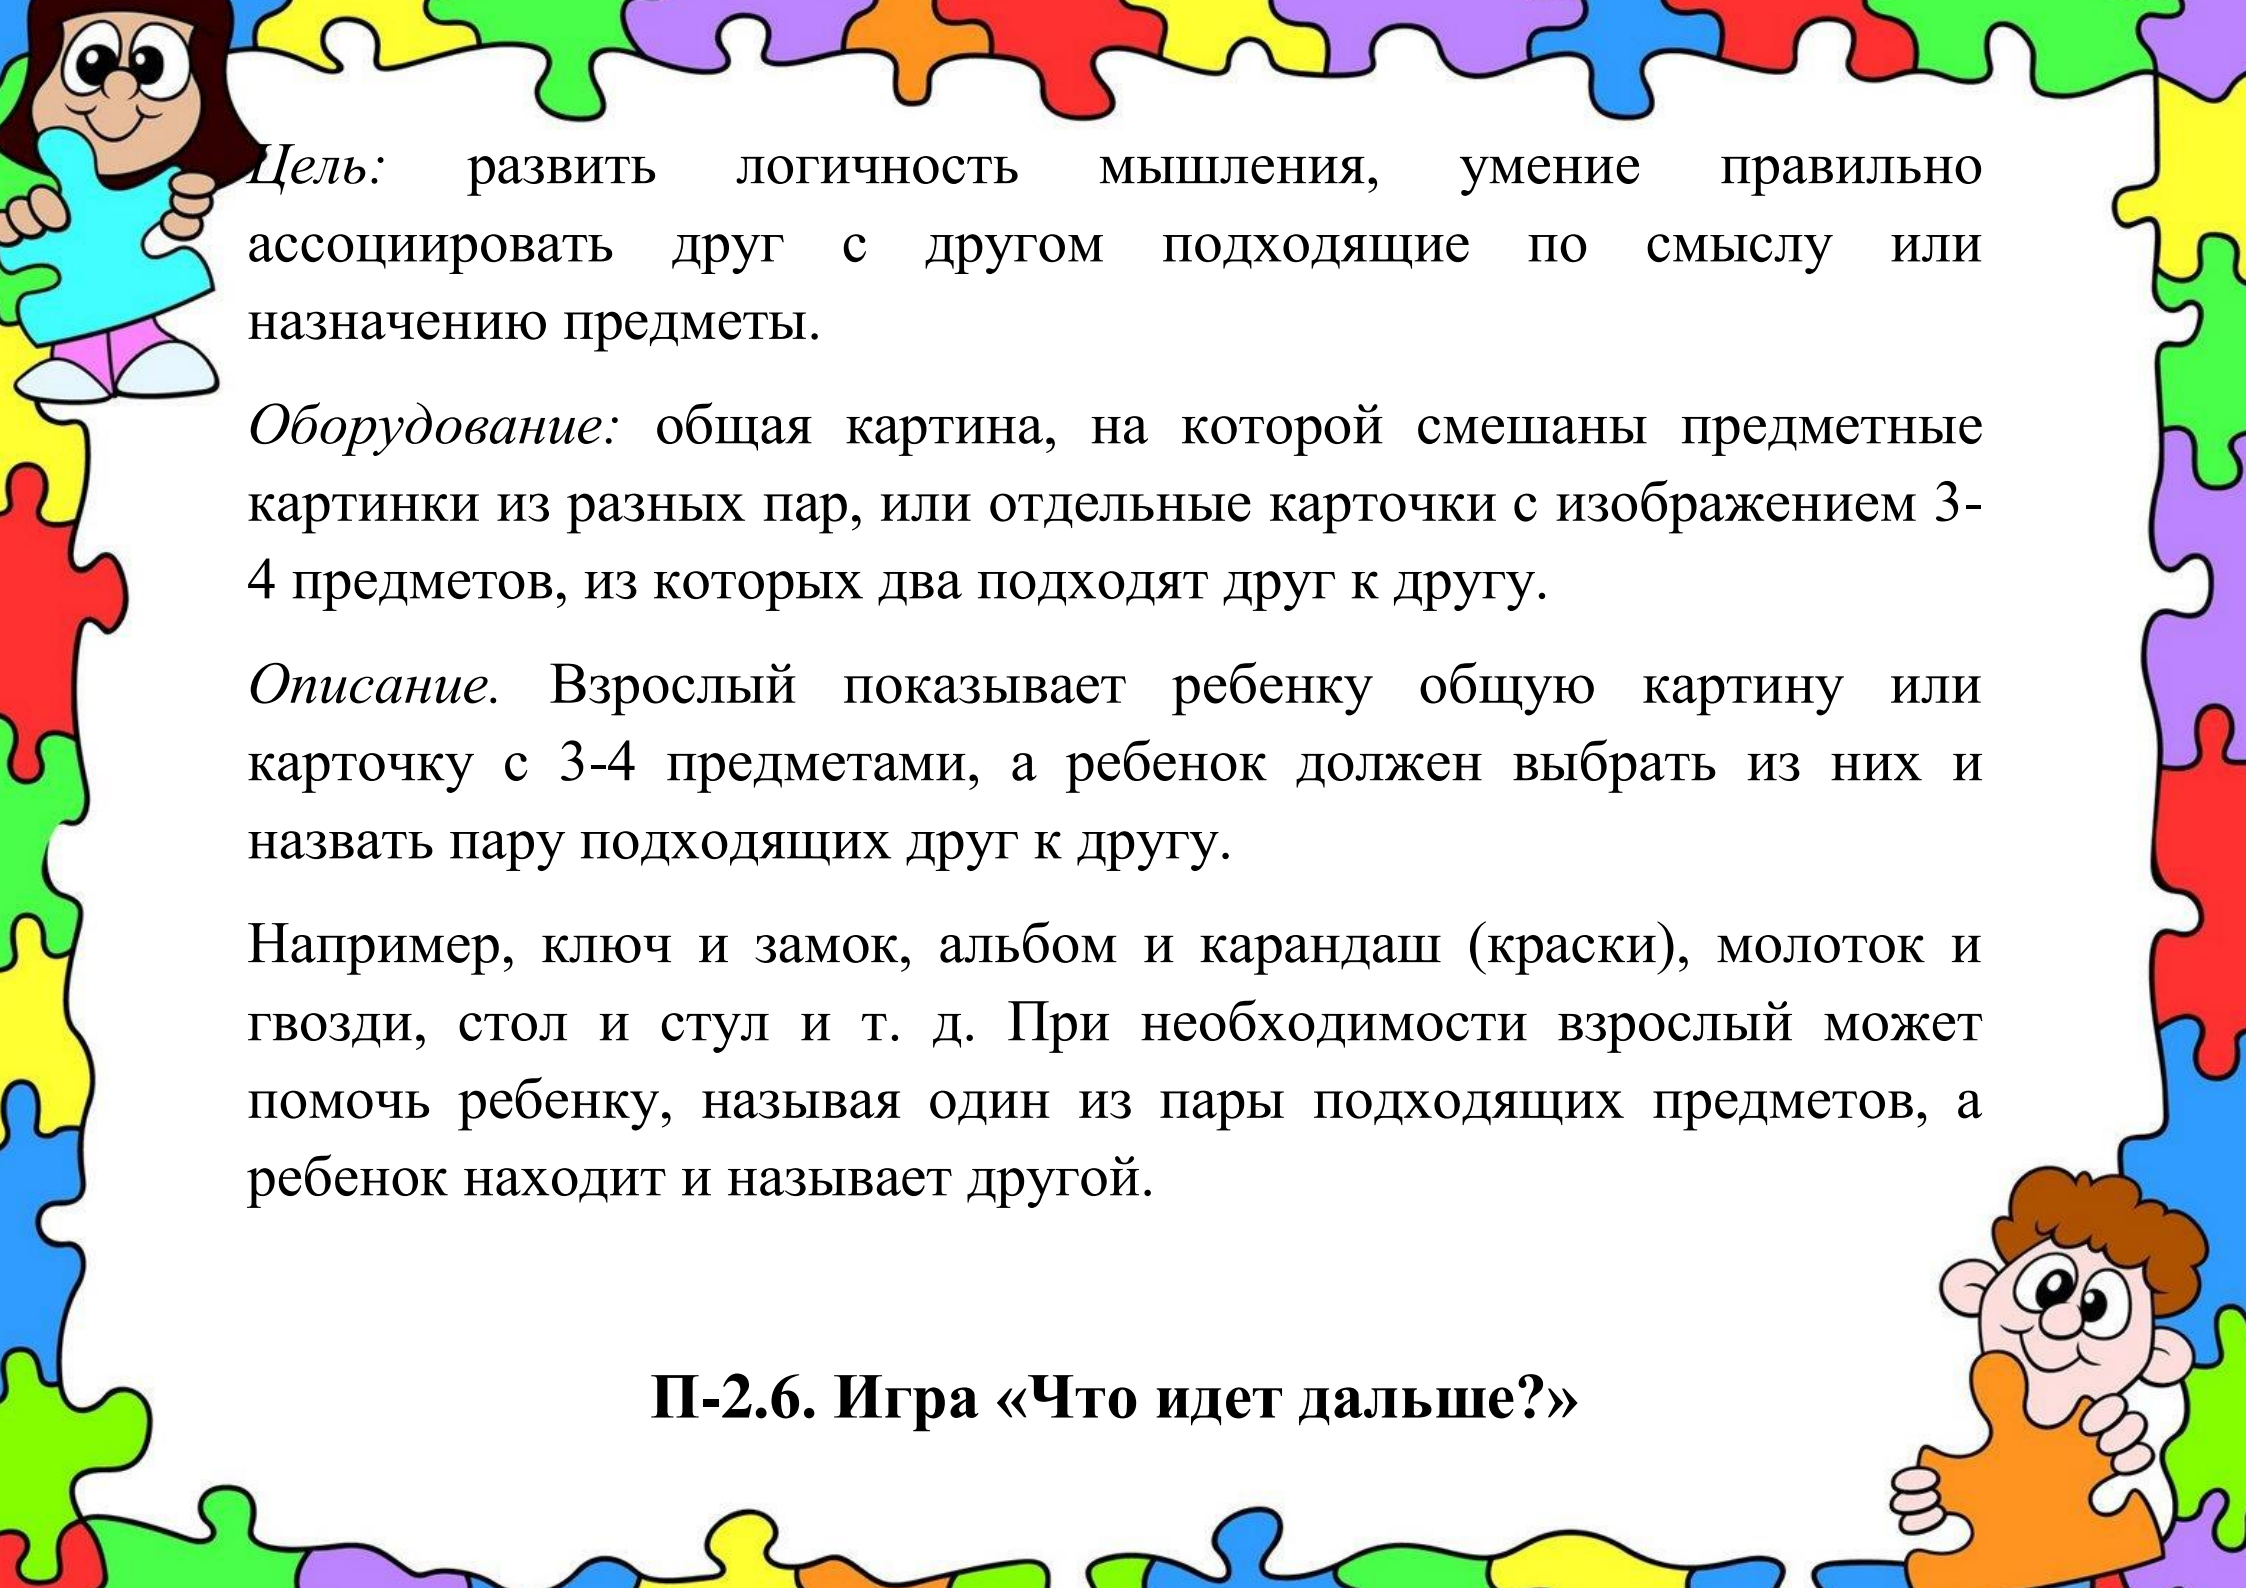 Цель: развить логичность мышления, умение правильно
ассоциировать друг с другом подходящие по смыслу или
назначению предметы.
Оборудование: общая картина, на которой смешаны предметные
картинки из разных пар, или отдельные карточки с изображением 3-
4 предметов, из которых два подходят друг к другу.
Описание. Взрослый показывает ребенку общую картину или
карточку с 3-4 предметами, а ребенок должен выбрать из них и
назвать пару подходящих друг к другу.
Например, ключ и замок, альбом и карандаш (краски), молоток и
гвозди, стол и стул и т. д. При необходимости взрослый может
помочь ребенку, называя один из пары подходящих предметов, а
ребенок находит и называет другой.
П-2.6. Игра «Что идет дальше?»